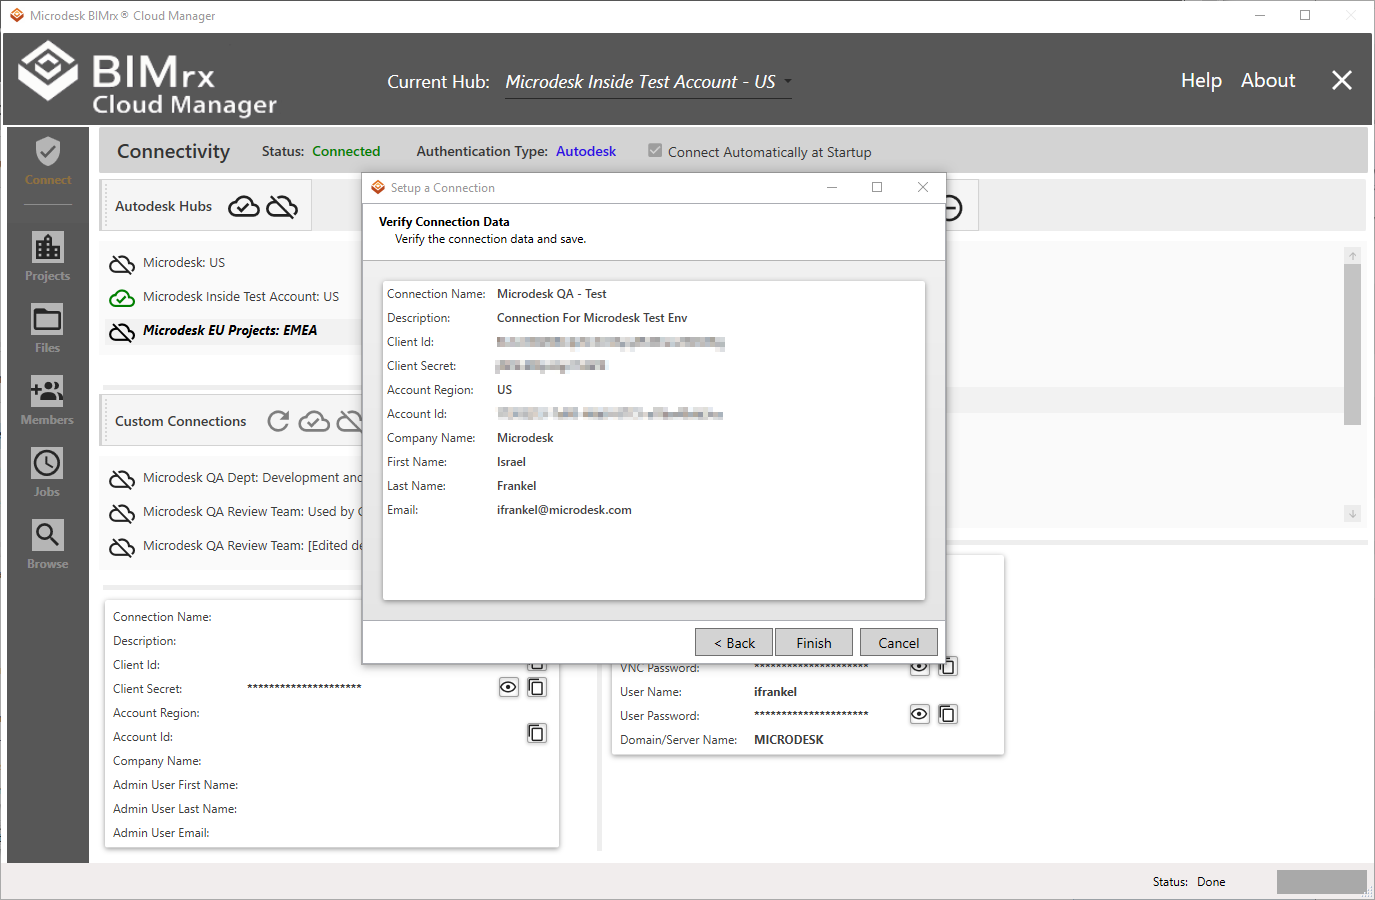 Microdesk BIMrx® Cloud Manager
BIMrx
Cloud Manager
Current Hub: Microdesk Inside Test Account - US
Help About
Connectivity Status: Connected Authentication Type: Autodesk Connect Automatically at Startup
Connect
Projects
Files
Members
Jobs
Browse
Autodesk Hubs
Microdesk: US
Microdesk Inside Test Account: US
Microdesk EU Projects: EMEA
Custom Connections
Microdesk QA Dept: Development and
Microdesk QA Review Team: Used by
Microdesk QA Review Team: [Edited de
Connection Name:
Description:
Client Id:
Client Secret: *********************
Account Region:
Account Id:
Company Name:
Admin User First Name:
Admin User Last Name:
Admin User Email:
Setup a Connection
Verify Connection Data
Verify the connection data and save.
Connection Name: Microdesk QA - Test
Description: Connection For Microdesk Test Env
Client Id:
Client Secret:
Account Region: US
Account Id:
Company Name: Microdesk
First Name: Israel
Last Name: Frankel
Email: ifrankel@microdesk.com
< Back Finish Cancel
VNC Password: *********************
User Name: ifrankel
User Password: *********************
Domain/Server Name: MICRODESK
Status: Done